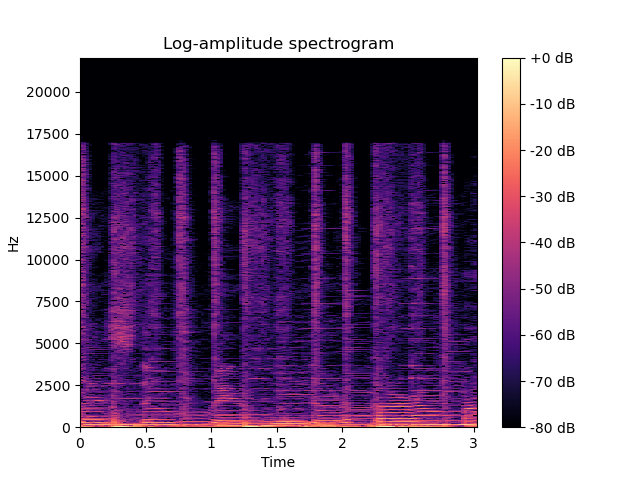 Log-amplitude spectrogram
Hz
20000
17500
15000
12500
10000
7500
5000
2500
0
0 0.5 1 1.5 2 2.5 3
Time
+0 dB
-10 dB
-20 dB
-30 dB
-40 dB
-50 dB
-60 dB
-70 dB
-80 dB